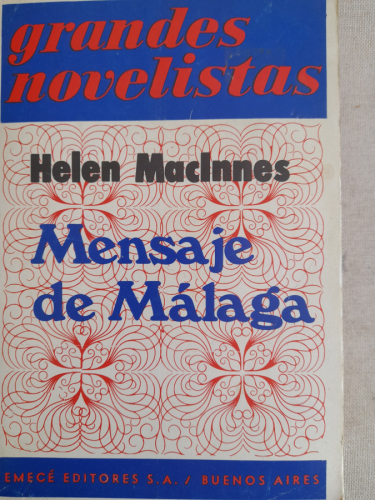 grandes
novelistas
Helen MacInnes
Mensaje
de Málaga
EMECÉ EDITORES S.A. / BUENOS AIRES